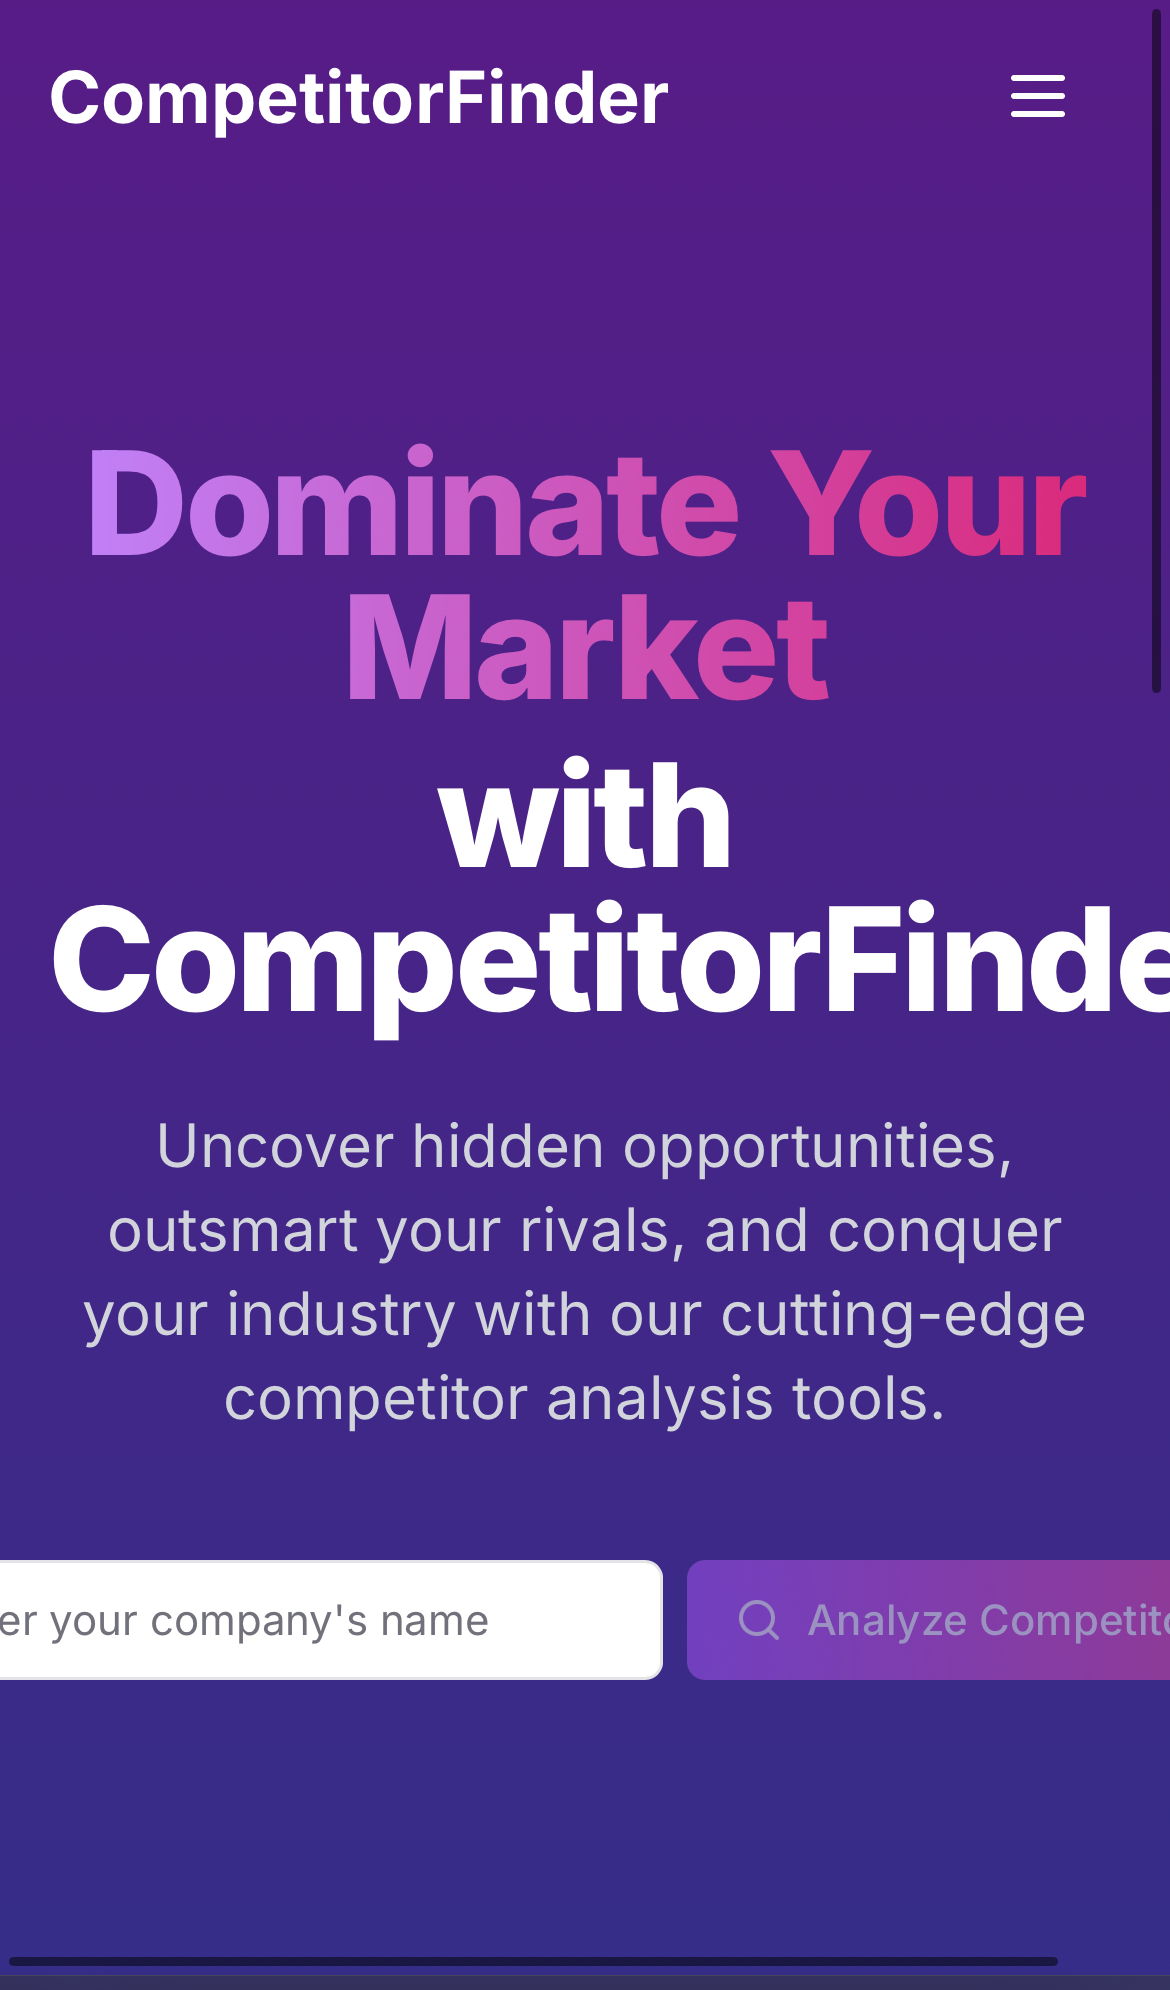 CompetitorFinder
Dominate Your
Market
with
CompetitorFinde
Uncover hidden opportunities,
outsmart your rivals, and conquer
your industry with our cutting-edge
competitor analysis tools.
er your company's name
Analyze Competito